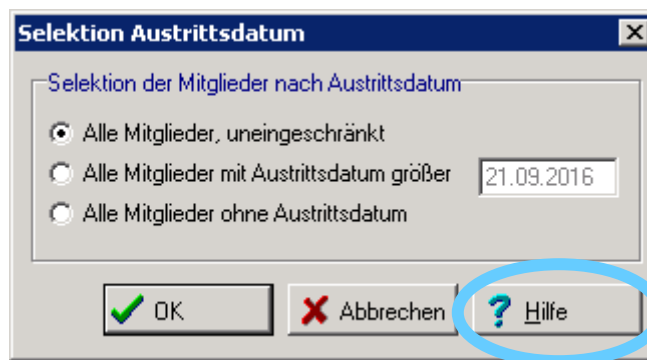 Selektion Austrittsdatum
Selektion der Mitglieder nach Austrittsdatum
Alle Mitglieder, uneingeschränkt
Alle Mitglieder mit Austrittsdatum größer 21.09.2016
Alle Mitglieder ohne Austrittsdatum
OK Abbrechen ? Hilfe